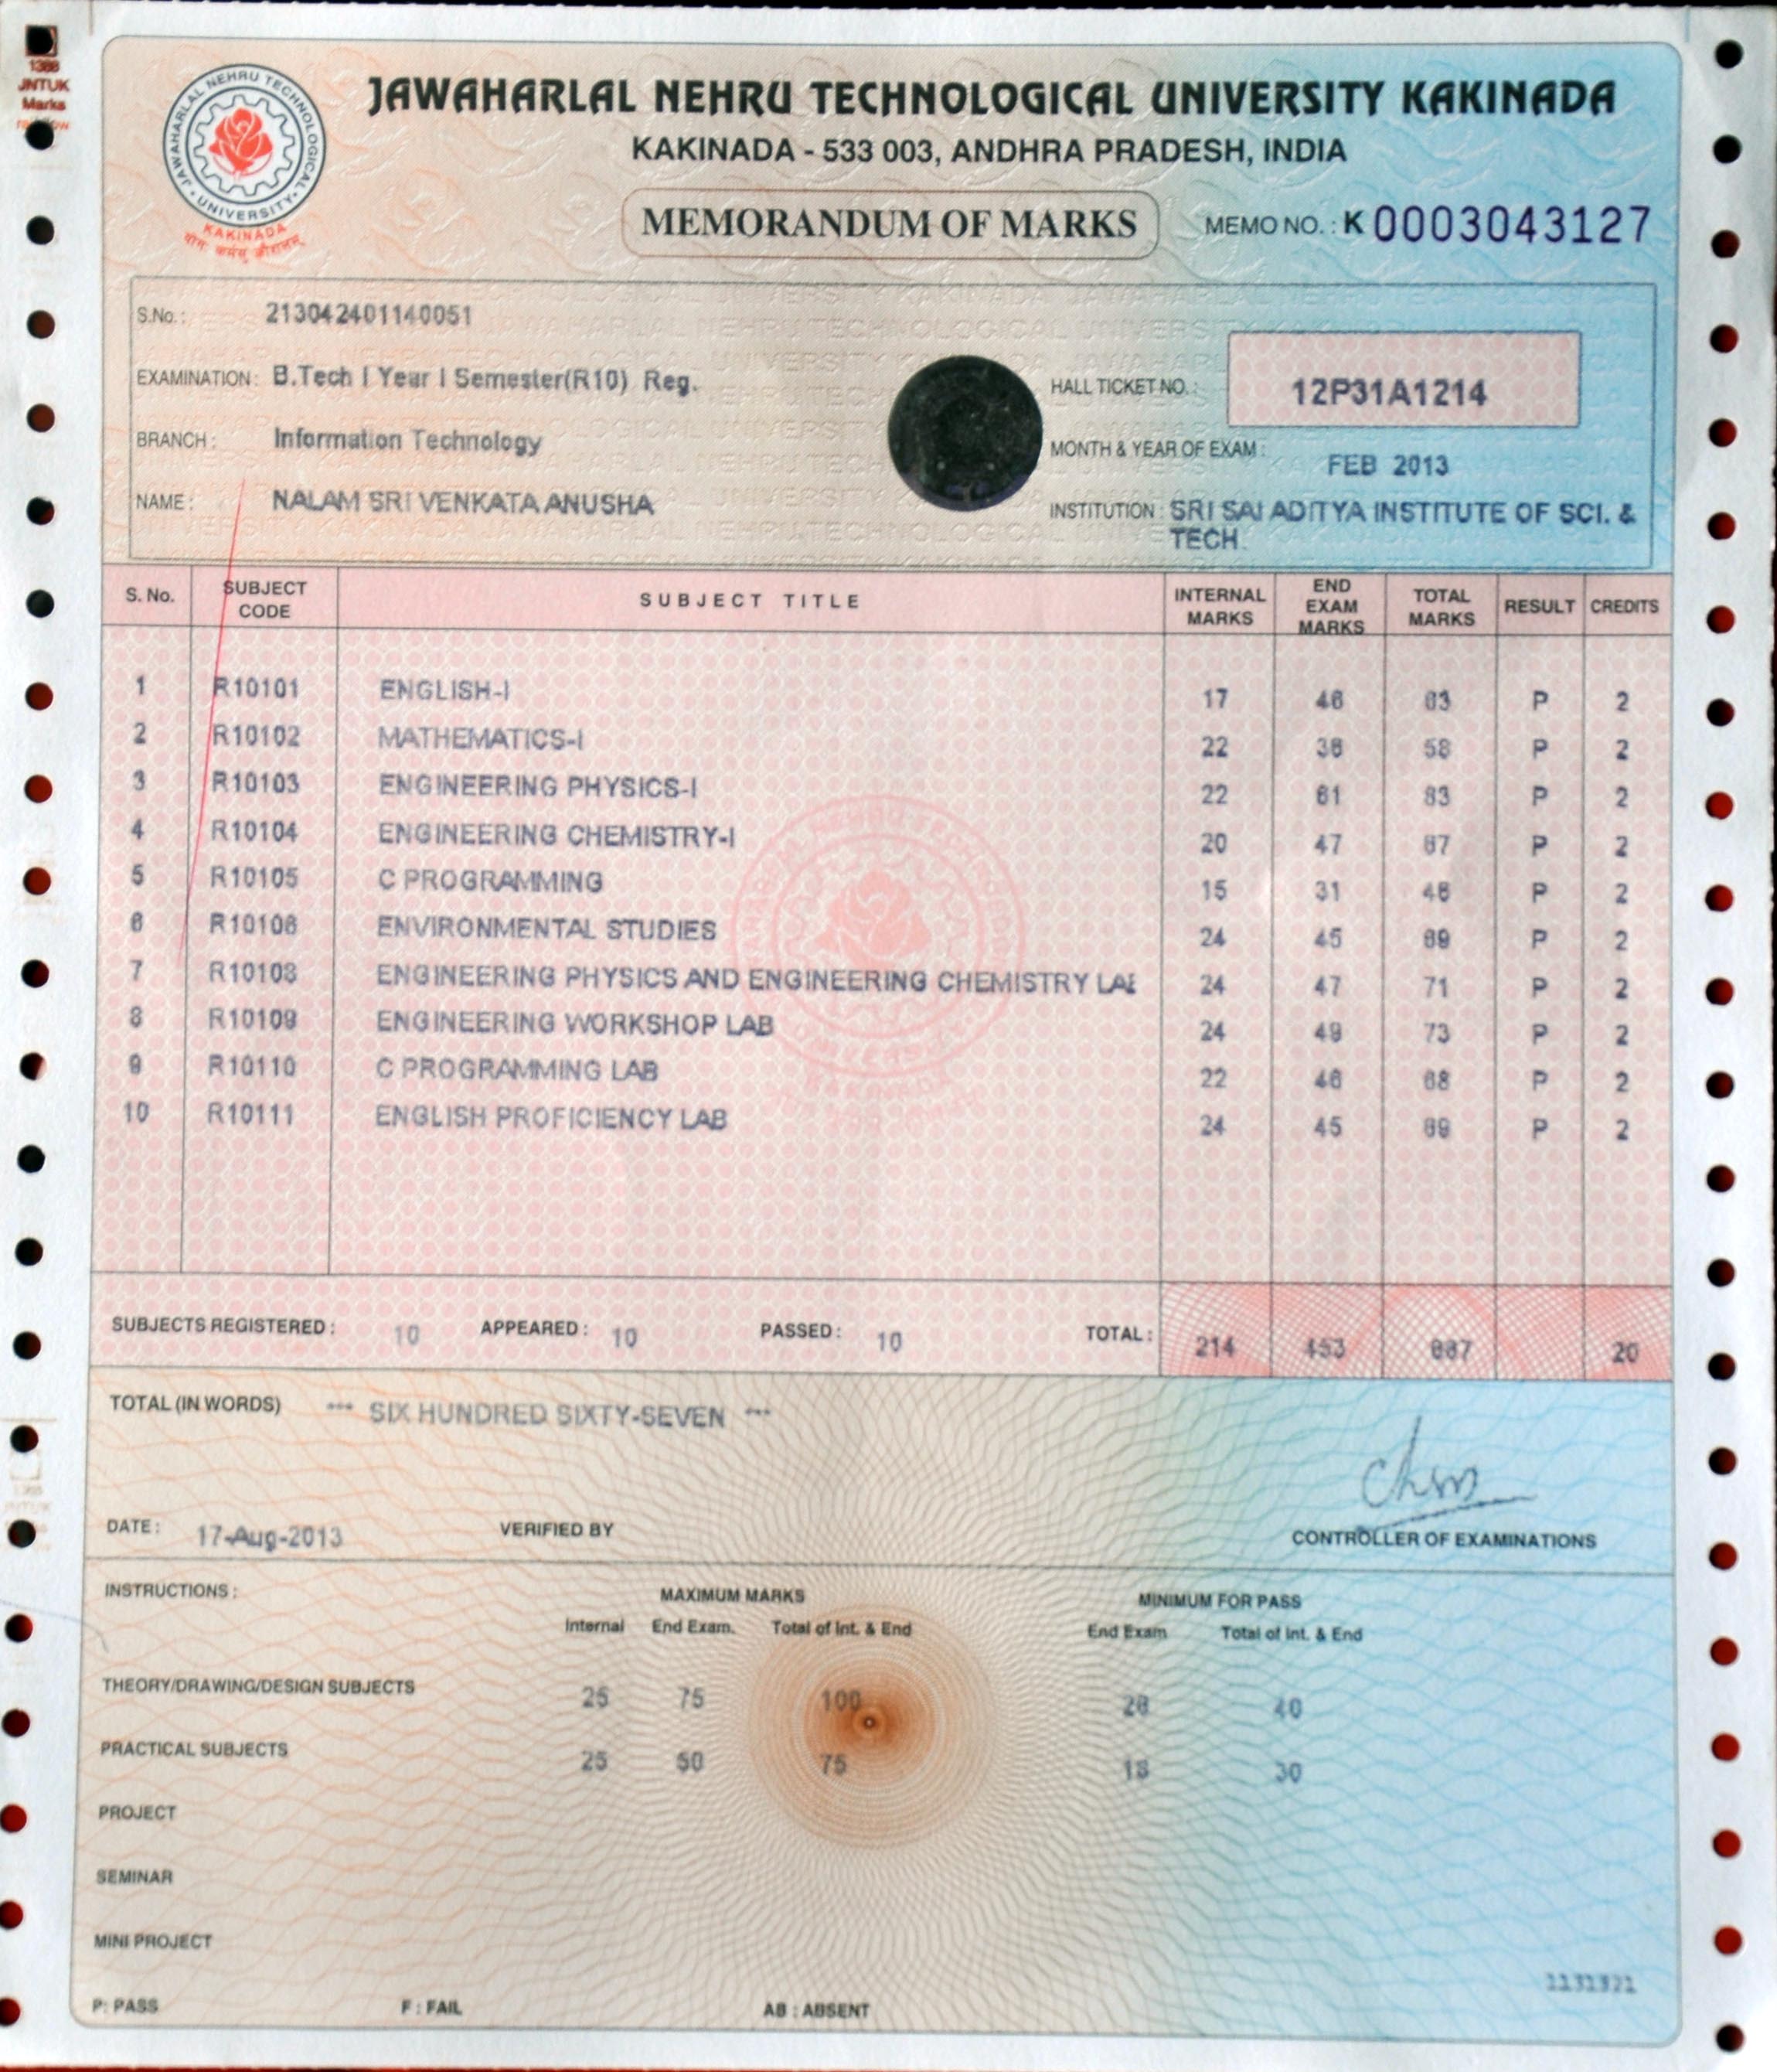 1388
JNTUK
Marks
JAWAHARLAL NEHRU TECHNOLOGICAL UNIVERSITY
KAKINADA
JAWAHARLAL NEHRU TECHNOLOGICAL UNIVERSITY KAKINADA
KAKINADA - 533 003, ANDHRA PRADESH, INDIA
MEMORANDUM OF MARKS MEMO NO. : K 0003043127
S.No. : 213042401140051
EXAMINATION : B.Tech I Year I Semester(R10) Reg. HALL TICKET NO. : 12P31A1214
BRANCH : Information Technology MONTH & YEAR OF EXAM : FEB 2013
NAME : NALAM SRI VENKATA ANUSHA INSTITUTION : SRI SAI ADITYA INSTITUTE OF SCI. &
TECH
S. No. SUBJECT CODE SUBJECT TITLE INTERNAL MARKS END EXAM MARKS TOTAL MARKS RESULT CREDITS
1 R10101 ENGLISH-I 17 46 63 P 2
2 R10102 MATHEMATICS-I 22 36 58 P 2
3 R10103 ENGINEERING PHYSICS-I 22 61 83 P 2
4 R10104 ENGINEERING CHEMISTRY-I 20 47 67 P 2
5 R10105 C PROGRAMMING 15 31 46 P 2
6 R10106 ENVIRONMENTAL STUDIES 24 45 69 P 2
7 R10108 ENGINEERING PHYSICS AND ENGINEERING CHEMISTRY LAB 24 47 71 P 2
8 R10109 ENGINEERING WORKSHOP LAB 24 49 73 P 2
9 R10110 C PROGRAMMING LAB 22 46 68 P 2
10 R10111 ENGLISH PROFICIENCY LAB 24 45 69 P 2
SUBJECTS REGISTERED : 10 APPEARED : 10 PASSED : 10 TOTAL : 214 453 667 20
TOTAL (IN WORDS) *** SIX HUNDRED SIXTY-SEVEN ***
DATE : 17-Aug-2013 VERIFIED BY CONTROLLER OF EXAMINATIONS
INSTRUCTIONS : MAXIMUM MARKS MINIMUM FOR PASS
Internal End Exam. Total of Int. & End End Exam Total of Int. & End
THEORY/DRAWING/DESIGN SUBJECTS 25 75 100 26 40
PRACTICAL SUBJECTS 25 50 75 18 30
PROJECT
SEMINAR
MINI PROJECT
1131321
P: PASS F : FAIL AB : ABSENT